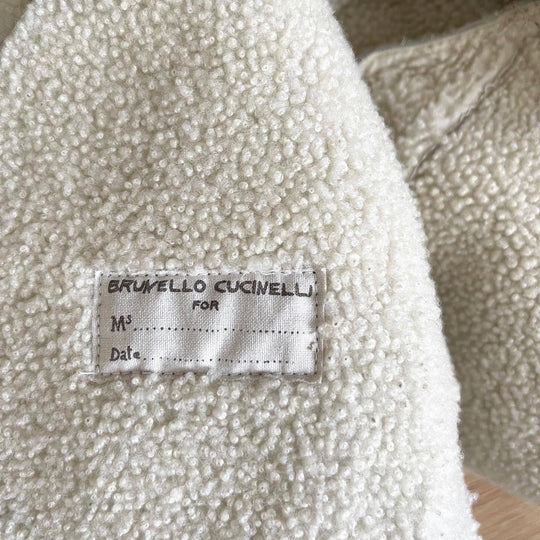 BRUNELLO CUCINELLI
FOR
Ms..............................
Date..............................